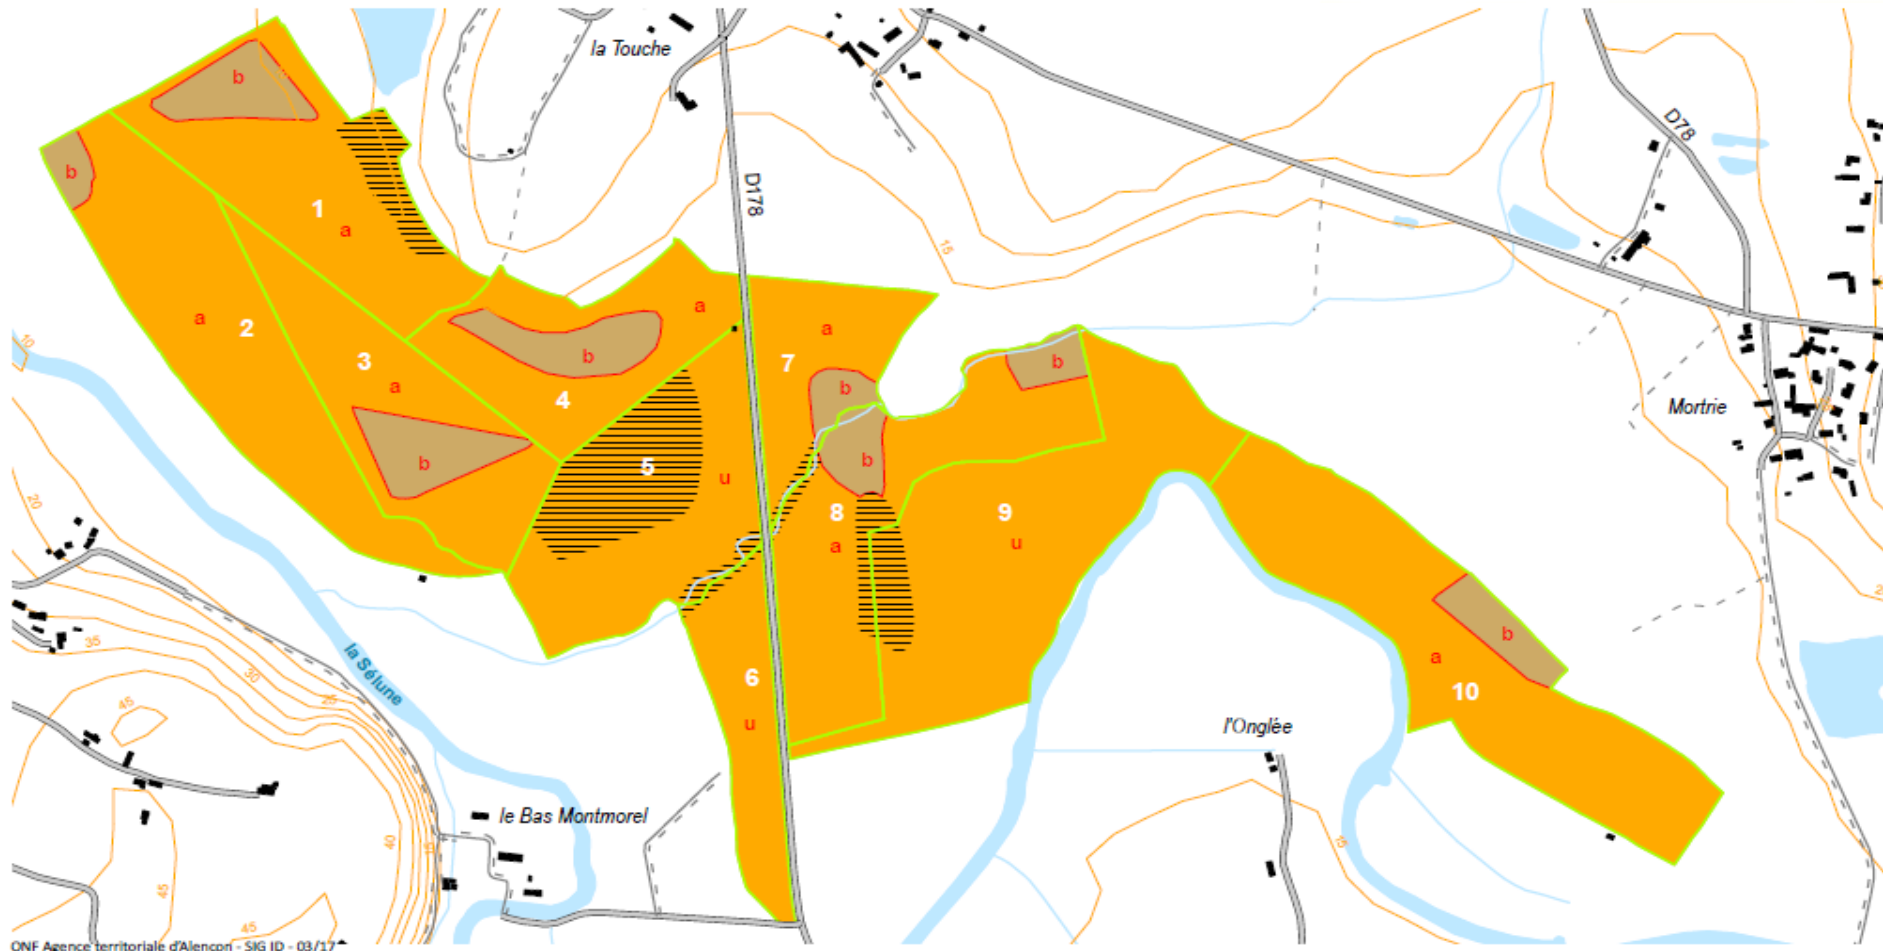 la Touche
D178
D78
15
b
b
1
a
a
2
3
a
b
4
b
a
5
u
7
a
b
b
b
8
a
9
u
6
u
10
a
b
10
20
35
30
25
45
40
15
45
45
15
la Sélune
le Bas Montmorel
l'Onglée
Mortrie
ONF Agence territoriale d'Alençon - SIG ID - 03/17